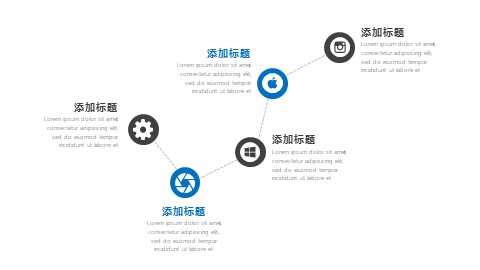 添加标题
Lorem ipsum dolor sit amet,
consectetur adipisicing elit,
sed do eiusmod tempor
incididunt ut labore et
添加标题
Lorem ipsum dolor sit amet,
consectetur adipisicing elit,
sed do eiusmod tempor
incididunt ut labore et
添加标题
Lorem ipsum dolor sit amet,
consectetur adipisicing elit,
sed do eiusmod tempor
incididunt ut labore et
添加标题
Lorem ipsum dolor sit amet,
consectetur adipisicing elit,
sed do eiusmod tempor
incididunt ut labore et
添加标题
Lorem ipsum dolor sit amet,
consectetur adipisicing elit,
sed do eiusmod tempor
incididunt ut labore et